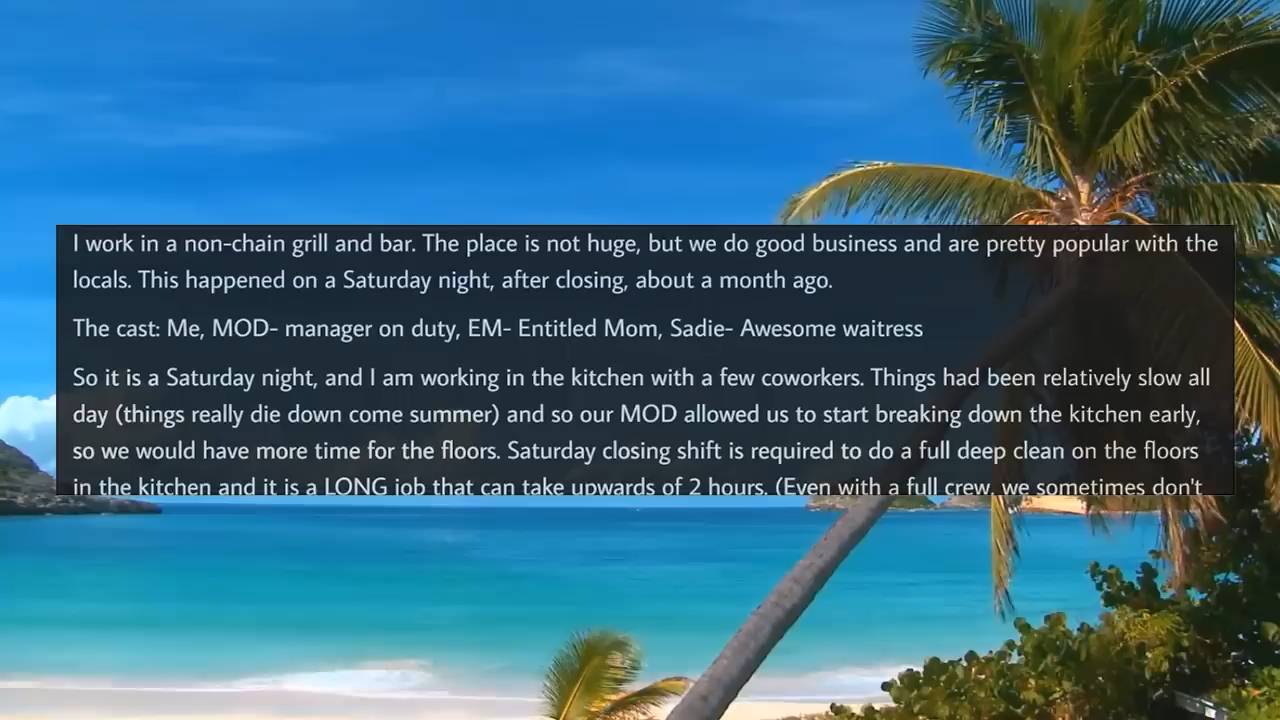 I work in a non-chain grill and bar. The place is not huge, but we do good business and are pretty popular with the
locals. This happened on a Saturday night, after closing, about a month ago.
The cast: Me, MOD- manager on duty, EM- Entitled Mom, Sadie- Awesome waitress
So it is a Saturday night, and I am working in the kitchen with a few coworkers. Things had been relatively slow all
day (things really die down come summer) and so our MOD allowed us to start breaking down the kitchen early,
so we would have more time for the floors. Saturday closing shift is required to do a full deep clean on the floors
in the kitchen and it is a LONG job that can take upwards of 2 hours. (Even with a full crew, we sometimes don't